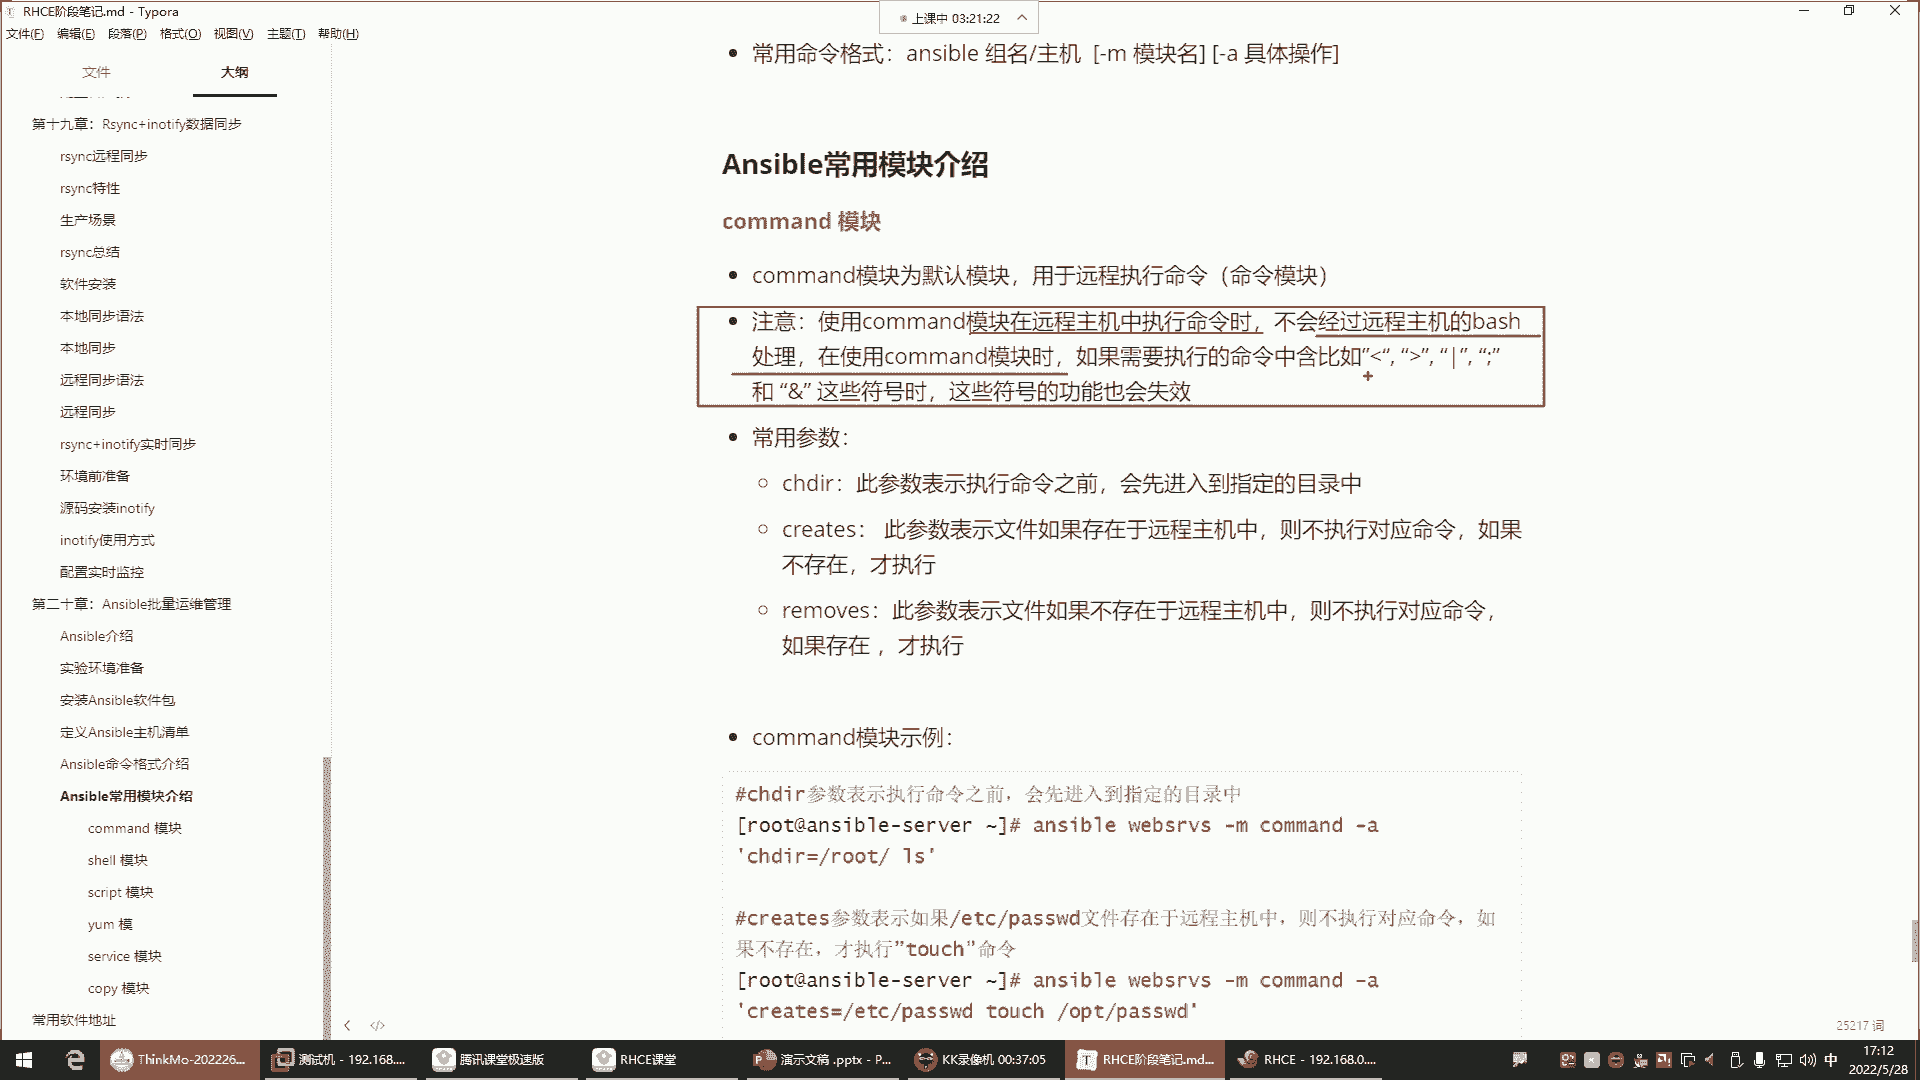 RHCE阶段笔记.md - Typora
上课中 03:21:22
文件(F) 编辑(E) 段落(P) 格式(O) 视图(V) 主题(T) 帮助(H)
文件 大纲
第十九章：Rsync+inotify数据同步
rsync远程同步
rsync特性
生产场景
rsync总结
软件安装
本地同步语法
本地同步
远程同步语法
远程同步
rsync+inotify实时同步
环境前准备
源码安装inotify
inotify使用方式
配置实时监控
第二十章：Ansible批量运维管理
Ansible介绍
实验环境准备
安装Ansible软件包
定义Ansible主机清单
Ansible命令格式介绍
Ansible常用模块介绍
command 模块
shell 模块
script 模块
yum 模
service 模块
copy 模块
常用软件地址
常用命令格式：ansible 组名/主机 [-m 模块名] [-a 具体操作]
Ansible常用模块介绍
command 模块
command模块为默认模块，用于远程执行命令（命令模块）
注意：使用command模块在远程主机中执行命令时，不会经过远程主机的bash
处理，在使用command模块时，如果需要执行的命令中含比如”<“, “>”, “|”, “;”
和 “&” 这些符号时，这些符号的功能也会失效
常用参数：
chdir：此参数表示执行命令之前，会先进入到指定的目录中
creates： 此参数表示文件如果存在于远程主机中，则不执行对应命令，如果
不存在，才执行
removes：此参数表示文件如果不存在于远程主机中，则不执行对应命令，
如果存在 ，才执行
command模块示例：
#chdir参数表示执行命令之前，会先进入到指定的目录中
[root@ansible-server ~]# ansible websrvs -m command -a
'chdir=/root/ ls'
#creates参数表示如果/etc/passwd文件存在于远程主机中，则不执行对应命令，如
果不存在，才执行”touch”命令
[root@ansible-server ~]# ansible websrvs -m command -a
'creates=/etc/passwd touch /opt/passwd'
25217 词
ThinkMo-202226... 测试机 - 192.168.... 腾讯课堂极速版 RHCE课堂 演示文稿 .pptx - P... KK录像机 00:37:05 RHCE阶段笔记.md... RHCE - 192.168.0.... 中
17:12
2022/5/28